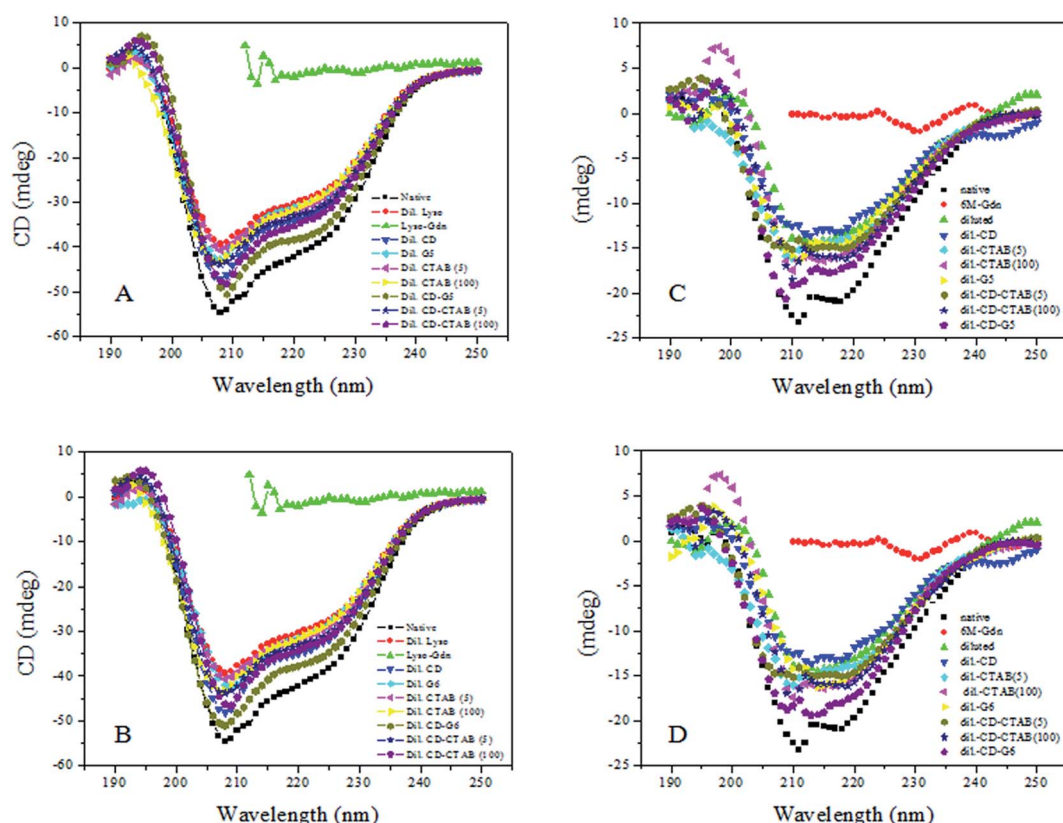 10
0
-10
-20
-30
-40
-50
-60
CD (mdeg)
190 200 210 220 230 240 250
Wavelength (nm)
A
Native
Dil. Lyso
Lyso-Gdn
Dil. CD
Dil. G5
Dil. CTAB (5)
Dil. CTAB (100)
Dil. CD-G5
Dil. CD-CTAB (5)
Dil. CD-CTAB (100)
10
5
0
-5
-10
-15
-20
-25
(mdeg)
190 200 210 220 230 240 250
Wavelength (nm)
C
native
6M-Gdn
diluted
dil-CD
dil-CTAB(5)
dil-CTAB(100)
dil-G5
dil-CD-CTAB(5)
dil-CD-CTAB(100)
dil-CD-G5
10
0
-10
-20
-30
-40
-50
-60
CD (mdeg)
190 200 210 220 230 240 250
Wavelength (nm)
B
Native
Dil. Lyso
Lyso-Gdn
Dil. CD
Dil. G6
Dil. CTAB (5)
Dil. CTAB (100)
Dil. CD-G6
Dil. CD-CTAB (5)
Dil. CD-CTAB (100)
10
5
0
-5
-10
-15
-20
-25
(mdeg)
190 200 210 220 230 240 250
Wavelength (nm)
D
native
6M-Gdn
diluted
dil-CD
dil-CTAB(5)
dil-CTAB(100)
dil-G6
dil-CD-CTAB(5)
dil-CD-CTAB(100)
dil-CD-G6